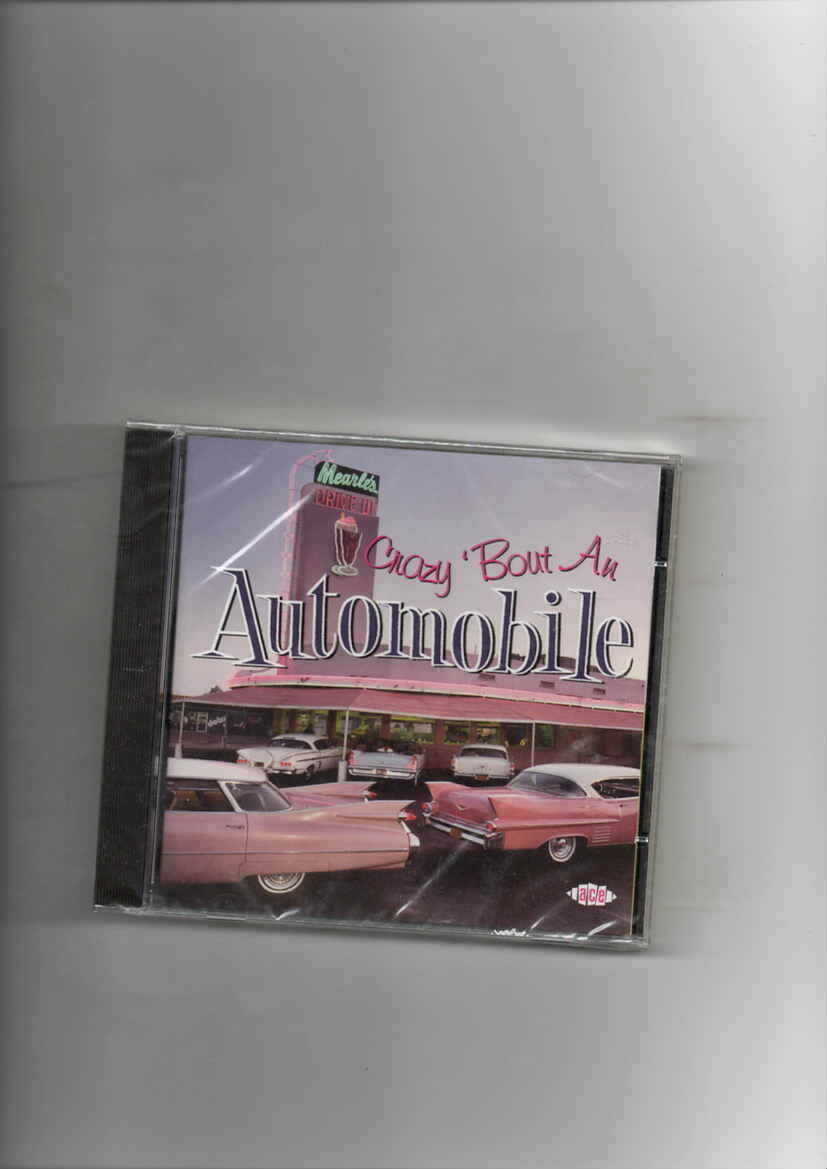 Mearle's
DRIVE IN
Crazy 'Bout An
Automobile
ace